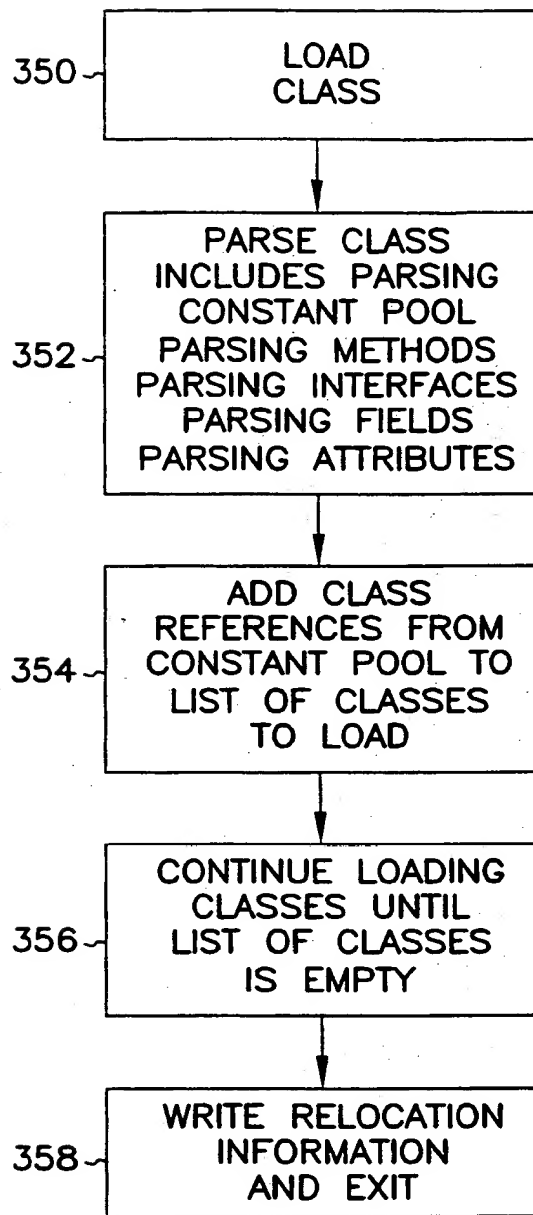 350
LOAD
CLASS
352
PARSE CLASS
INCLUDES PARSING
CONSTANT POOL
PARSING METHODS
PARSING INTERFACES
PARSING FIELDS
PARSING ATTRIBUTES
354
ADD CLASS
REFERENCES FROM
CONSTANT POOL TO
LIST OF CLASSES
TO LOAD
356
CONTINUE LOADING
CLASSES UNTIL
LIST OF CLASSES
IS EMPTY
358
WRITE RELOCATION
INFORMATION
AND EXIT